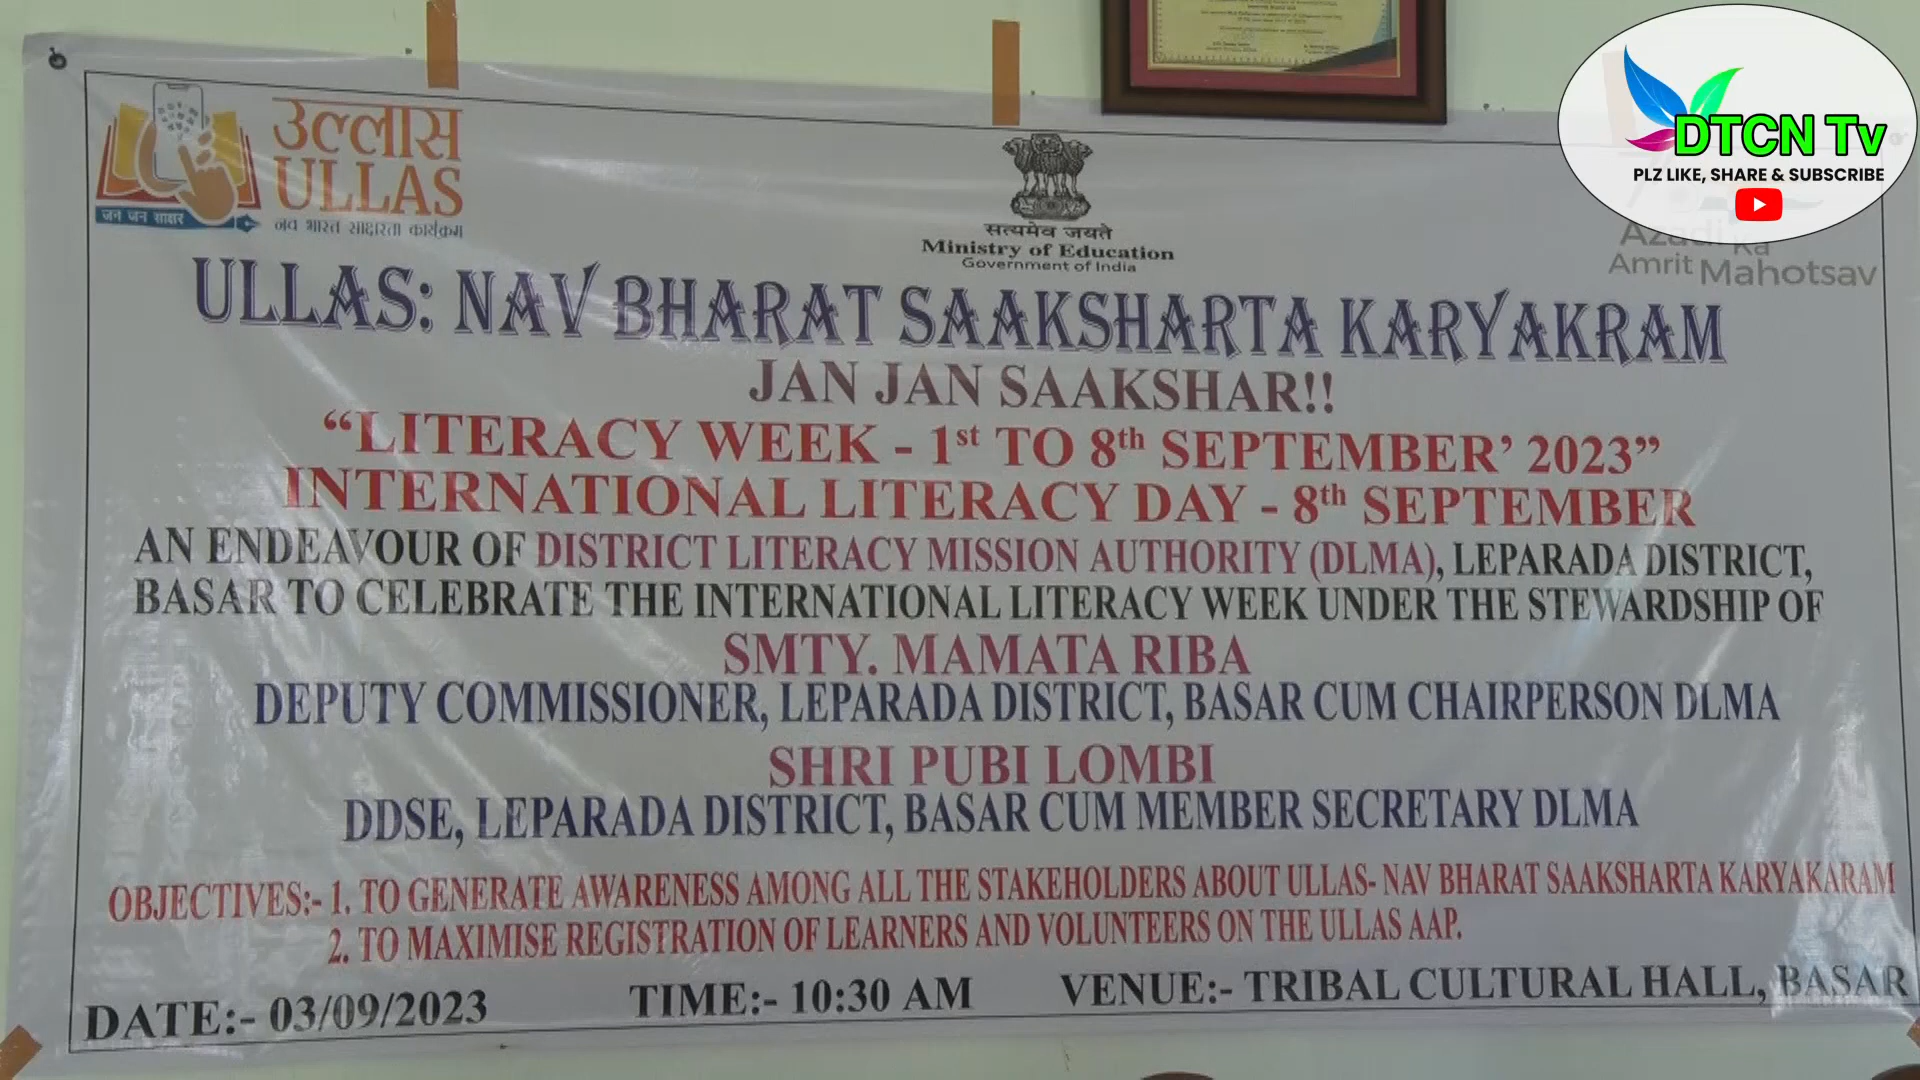 DTCN Tv
PLZ LIKE, SHARE & SUBSCRIBE
उल्लास
ULLAS
नव भारत साक्षरता कार्यक्रम
जन जन साक्षर
सत्यमेव जयते
Ministry of Education
Government of India
Azadi Ka
Amrit Mahotsav
ULLAS: NAV BHARAT SAAKSHARTA KARYAKRAM
JAN JAN SAAKSHAR!!
“LITERACY WEEK - 1st TO 8th SEPTEMBER’ 2023”
INTERNATIONAL LITERACY DAY - 8th SEPTEMBER
AN ENDEAVOUR OF DISTRICT LITERACY MISSION AUTHORITY (DLMA), LEPARADA DISTRICT,
BASAR TO CELEBRATE THE INTERNATIONAL LITERACY WEEK UNDER THE STEWARDSHIP OF
SMTY. MAMATA RIBA
DEPUTY COMMISSIONER, LEPARADA DISTRICT, BASAR CUM CHAIRPERSON DLMA
SHRI PUBI LOMBI
DDSE, LEPARADA DISTRICT, BASAR CUM MEMBER SECRETARY DLMA
OBJECTIVES:- 1. TO GENERATE AWARENESS AMONG ALL THE STAKEHOLDERS ABOUT ULLAS- NAV BHARAT SAAKSHARTA KARYAKARAM
2. TO MAXIMISE REGISTRATION OF LEARNERS AND VOLUNTEERS ON THE ULLAS AAP.
DATE:- 03/09/2023 TIME:- 10:30 AM VENUE:- TRIBAL CULTURAL HALL, BASAR